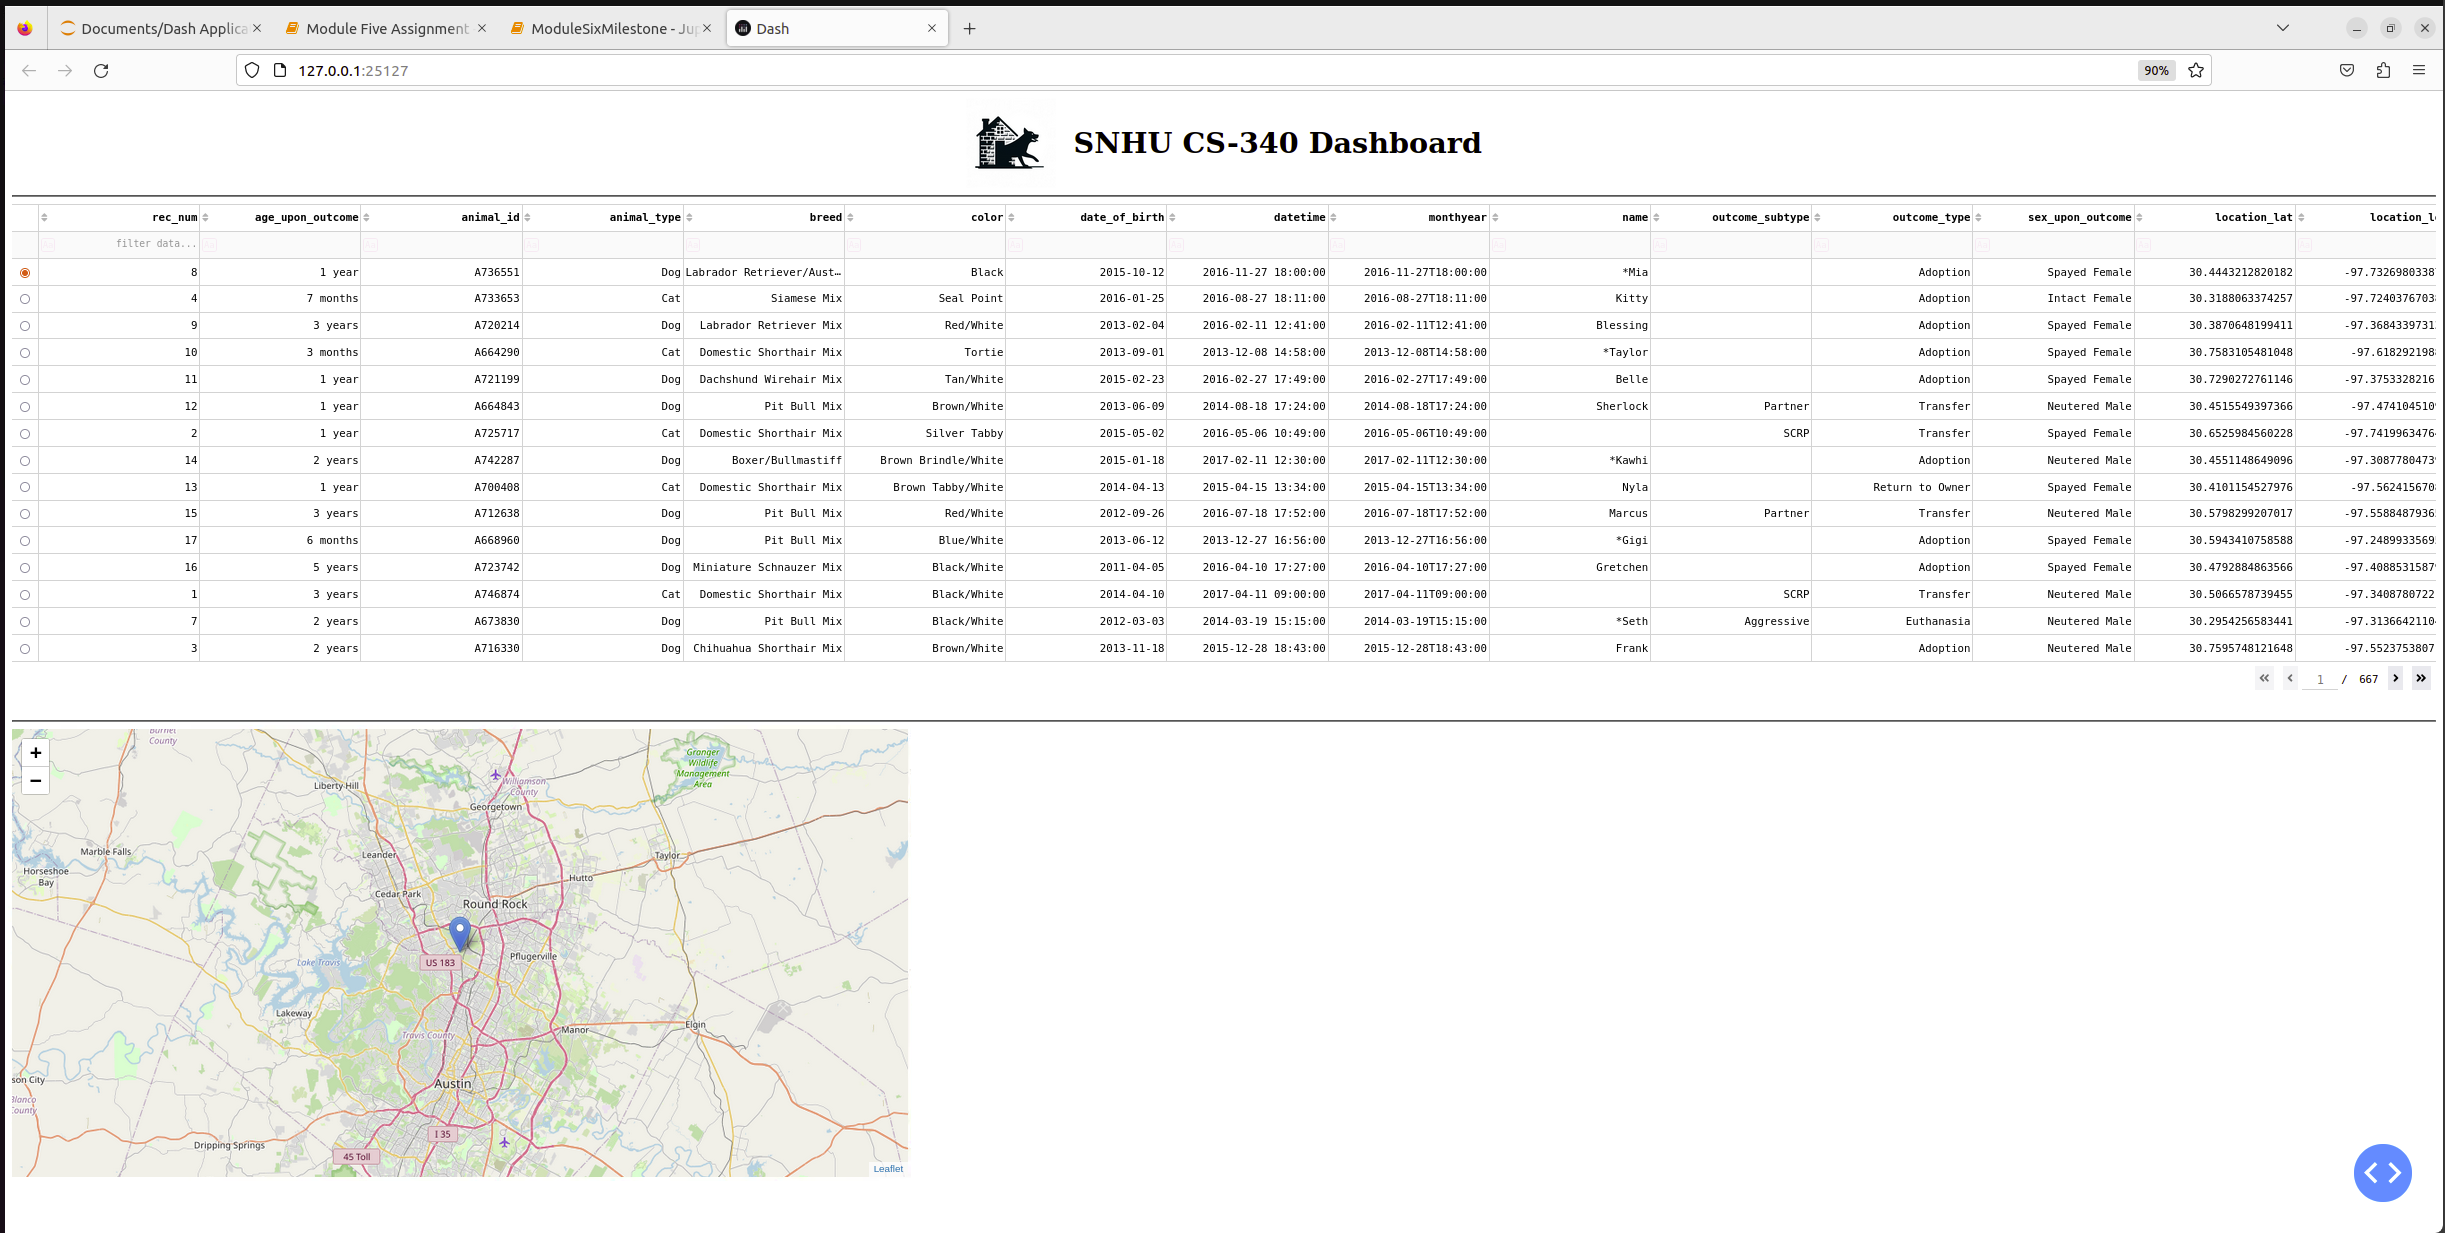 Documents/Dash Applica Module Five Assignment ModuleSixMilestone - Jup Dash
127.0.0.1:25127 90%
SNHU CS-340 Dashboard
rec_num age_upon_outcome animal_id animal_type breed color date_of_birth datetime monthyear name outcome_subtype outcome_type sex_upon_outcome location_lat location_l
Aa filter data... Aa Aa Aa Aa Aa Aa Aa Aa Aa Aa Aa Aa Aa Aa
8 1 year A736551 Dog Labrador Retriever/Aust… Black 2015-10-12 2016-11-27 18:00:00 2016-11-27T18:00:00 *Mia Adoption Spayed Female 30.4443212820182 -97.7326980338
4 7 months A733653 Cat Siamese Mix Seal Point 2016-01-25 2016-08-27 18:11:00 2016-08-27T18:11:00 Kitty Adoption Intact Female 30.3188063374257 -97.7240376703
9 3 years A720214 Dog Labrador Retriever Mix Red/White 2013-02-04 2016-02-11 12:41:00 2016-02-11T12:41:00 Blessing Adoption Spayed Female 30.3870648199411 -97.3684339731
10 3 months A664290 Cat Domestic Shorthair Mix Tortie 2013-09-01 2013-12-08 14:58:00 2013-12-08T14:58:00 *Taylor Adoption Spayed Female 30.7583105481048 -97.618292198
11 1 year A721199 Dog Dachshund Wirehair Mix Tan/White 2015-02-23 2016-02-27 17:49:00 2016-02-27T17:49:00 Belle Adoption Spayed Female 30.7290272761146 -97.3753328216
12 1 year A664843 Dog Pit Bull Mix Brown/White 2013-06-09 2014-08-18 17:24:00 2014-08-18T17:24:00 Sherlock Partner Transfer Neutered Male 30.4515549397366 -97.474104510
2 1 year A725717 Cat Domestic Shorthair Mix Silver Tabby 2015-05-02 2016-05-06 10:49:00 2016-05-06T10:49:00 SCRP Transfer Spayed Female 30.6525984560228 -97.7419963476
14 2 years A742287 Dog Boxer/Bullmastiff Brown Brindle/White 2015-01-18 2017-02-11 12:30:00 2017-02-11T12:30:00 *Kawhi Adoption Neutered Male 30.4551148649096 -97.3087780473
13 1 year A700408 Cat Domestic Shorthair Mix Brown Tabby/White 2014-04-13 2015-04-15 13:34:00 2015-04-15T13:34:00 Nyla Return to Owner Spayed Female 30.4101154527976 -97.562415670
15 3 years A712638 Dog Pit Bull Mix Red/White 2012-09-26 2016-07-18 17:52:00 2016-07-18T17:52:00 Marcus Partner Transfer Neutered Male 30.5798299207017 -97.5588487936
17 6 months A668960 Dog Pit Bull Mix Blue/White 2013-06-12 2013-12-27 16:56:00 2013-12-27T16:56:00 *Gigi Adoption Spayed Female 30.5943410758588 -97.2489933569
16 5 years A723742 Dog Miniature Schnauzer Mix Black/White 2011-04-05 2016-04-10 17:27:00 2016-04-10T17:27:00 Gretchen Adoption Spayed Female 30.4792884863566 -97.4088531587
1 3 years A746874 Cat Domestic Shorthair Mix Black/White 2014-04-10 2017-04-11 09:00:00 2017-04-11T09:00:00 SCRP Transfer Neutered Male 30.5066578739455 -97.3408780722
7 2 years A673830 Dog Pit Bull Mix Black/White 2012-03-03 2014-03-19 15:15:00 2014-03-19T15:15:00 *Seth Aggressive Euthanasia Neutered Male 30.2954256583441 -97.3136642110
3 2 years A716330 Dog Chihuahua Shorthair Mix Brown/White 2013-11-18 2015-12-28 18:43:00 2015-12-28T18:43:00 Frank Adoption Neutered Male 30.7595748121648 -97.5523753807
1 / 667
+
−
Burnet
County
Granger
Wildlife
Management
Area
Williamson
County
Liberty Hill
Georgetown
Marble Falls
Leander
Taylor
Horseshoe
Bay
Hutto
Cedar Park
Round Rock
US 183
Pflugerville
Lake Travis
Lakeway
Travis County
Manor
Elgin
son City
Blanco
County
Austin
I 35
Dripping Springs
45 Toll
Leaflet